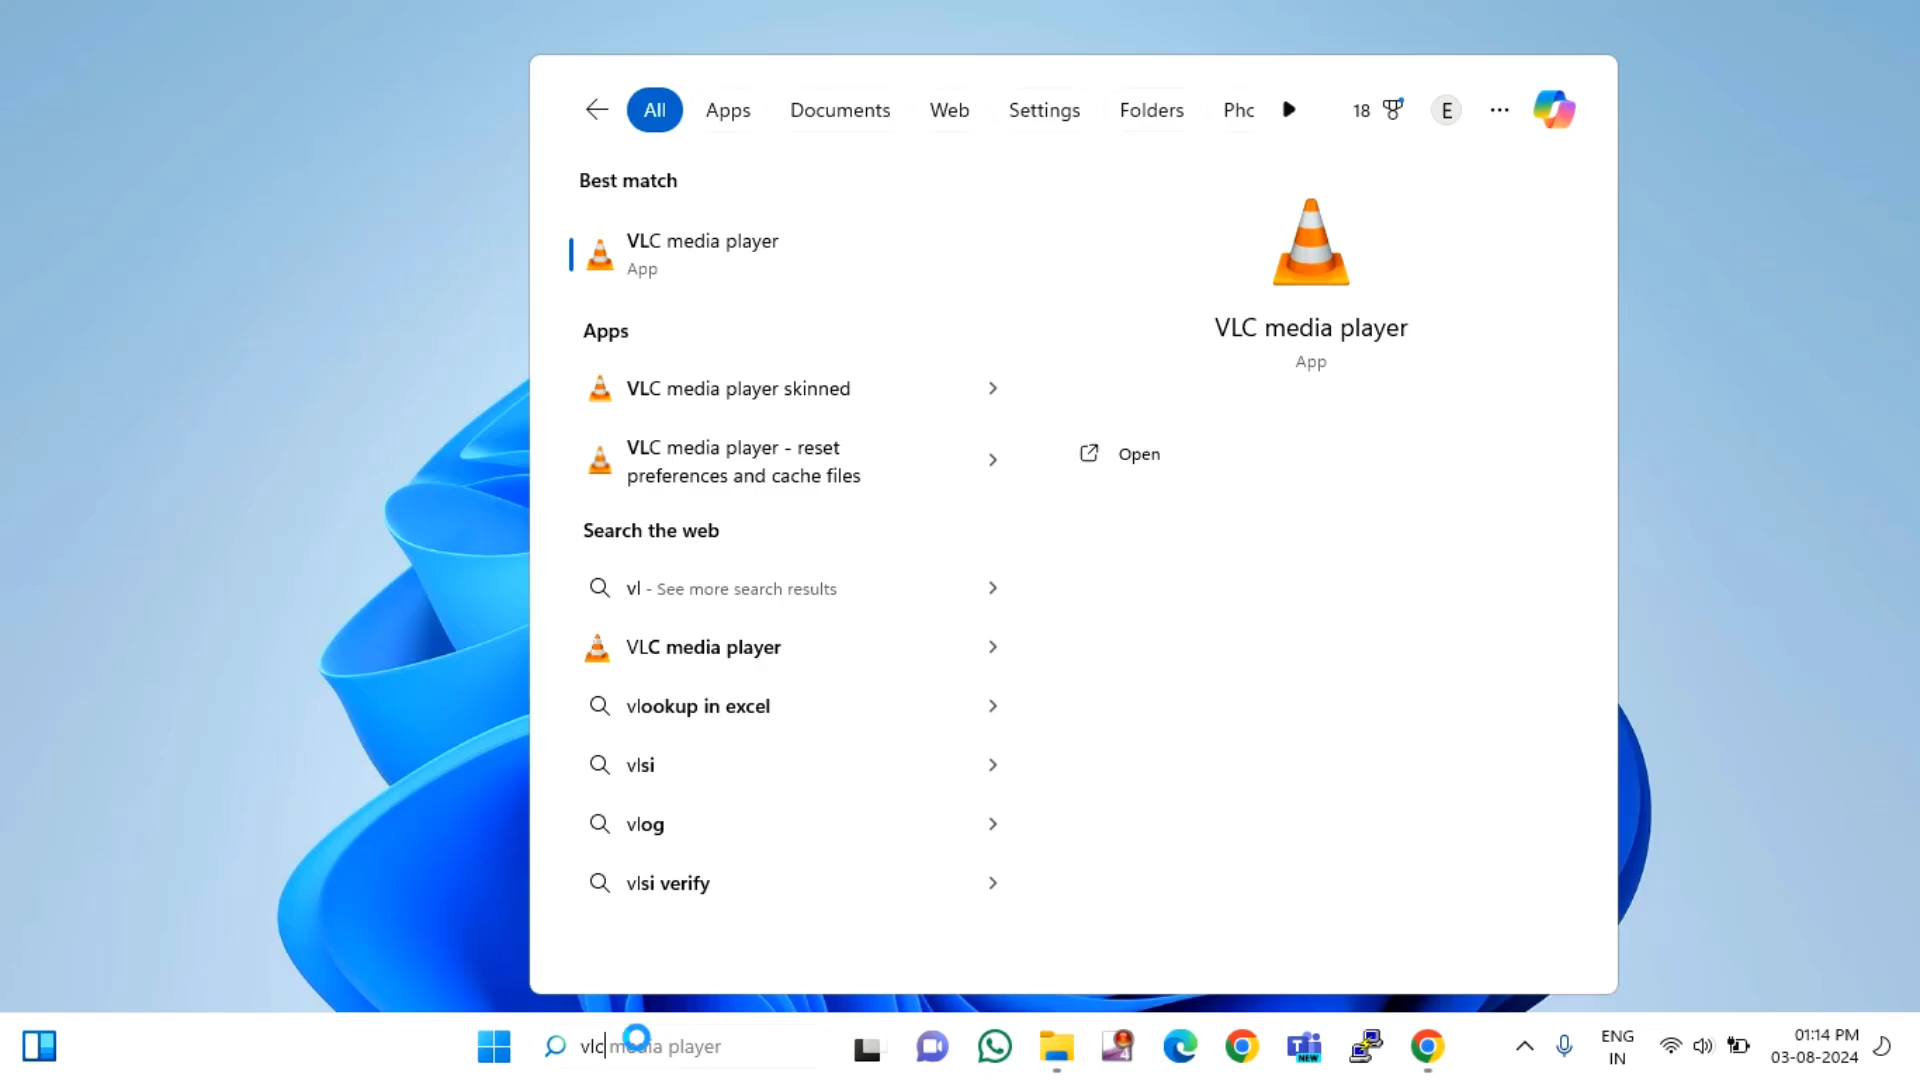 All Apps Documents Web Settings Folders Phc 18 E
Best match
VLC media player
App
Apps
VLC media player skinned
VLC media player - reset
preferences and cache files
Search the web
vl - See more search results
VLC media player
vlookup in excel
vlsi
vlog
vlsi verify
VLC media player
App
Open
vlc media player
4
NEW
ENG
IN
01:14 PM
03-08-2024